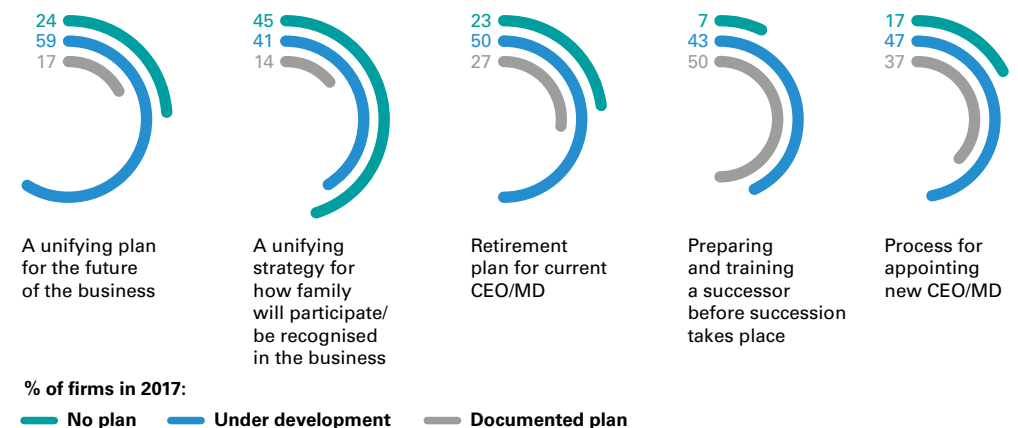 24
59
17
A unifying plan
for the future
of the business
45
41
14
A unifying
strategy for
how family
will participate/
be recognised
in the business
23
50
27
Retirement
plan for current
CEO/MD
7
43
50
Preparing
and training
a successor
before succession
takes place
17
47
37
Process for
appointing
new CEO/MD
% of firms in 2017:
No plan Under development Documented plan